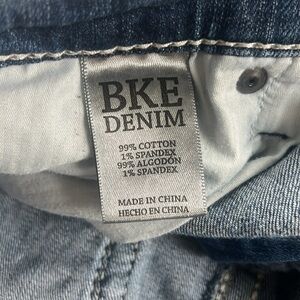 BKE
DENIM
99% COTTON
1% SPANDEX
99% ALGODÓN
1% SPANDEX
MADE IN CHINA
HECHO EN CHINA